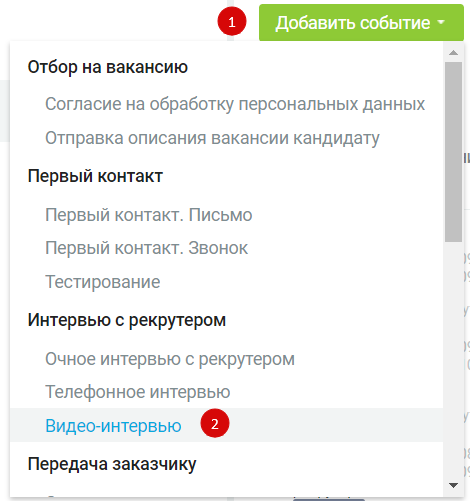 1
Добавить событие
Отбор на вакансию
Согласие на обработку персональных данных
Отправка описания вакансии кандидату
Первый контакт
Первый контакт. Письмо
Первый контакт. Звонок
Тестирование
Интервью с рекрутером
Очное интервью с рекрутером
Телефонное интервью
Видео-интервью 2
Передача заказчику